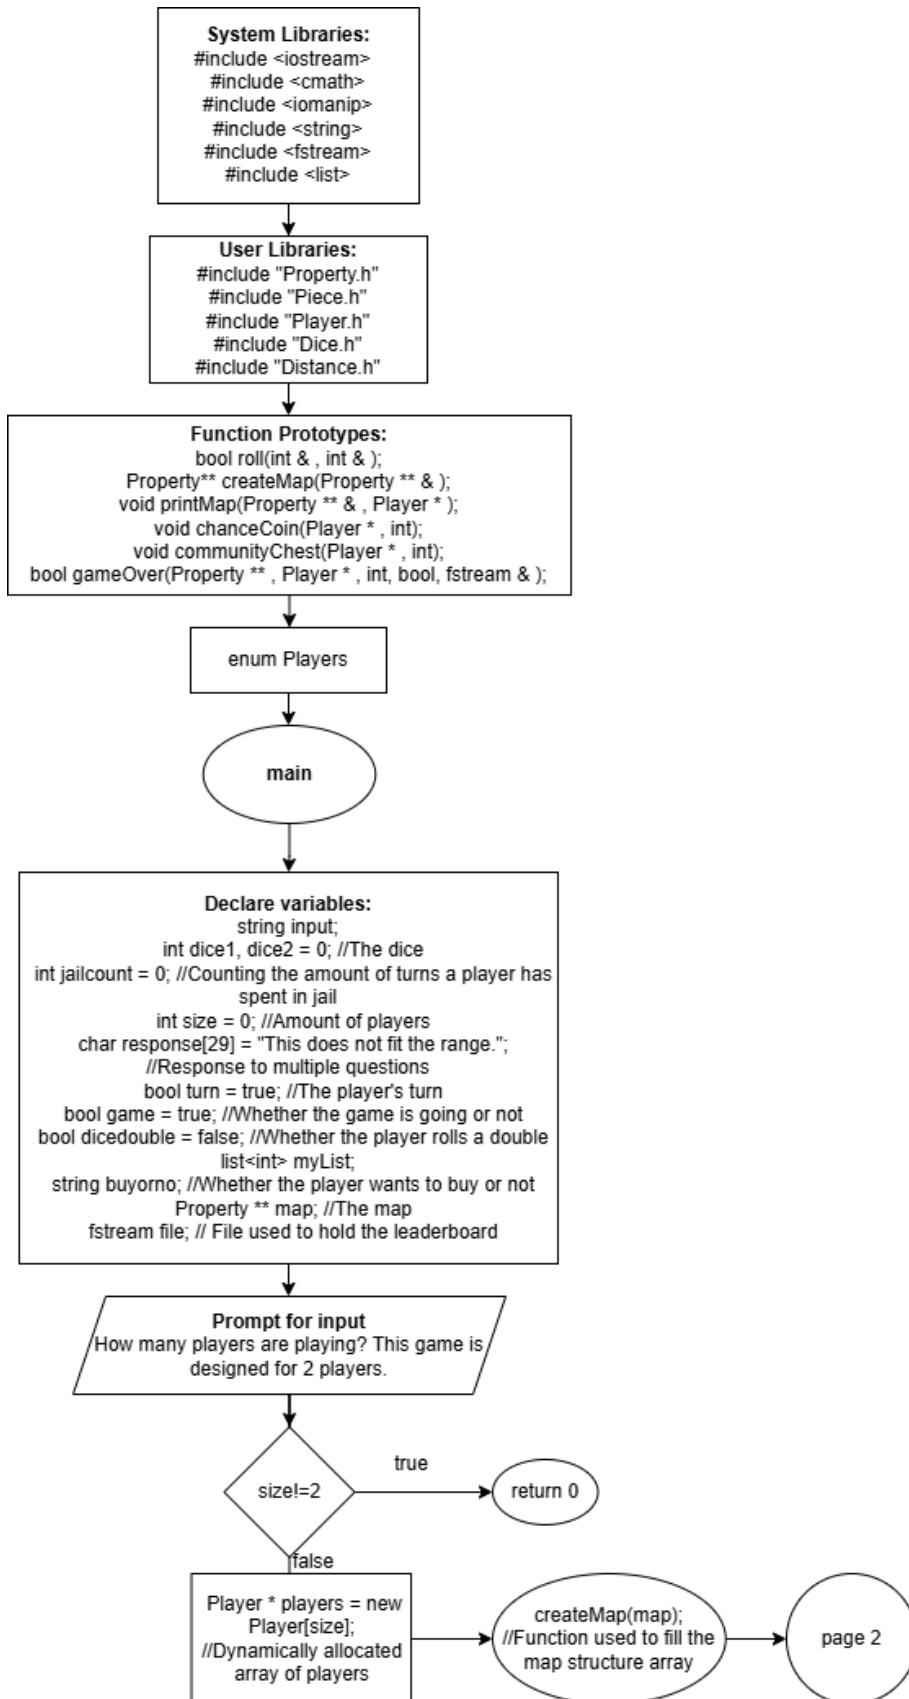 System Libraries:
#include <iostream>
#include <cmath>
#include <iomanip>
#include <string>
#include <fstream>
#include <list>
User Libraries:
#include "Property.h"
#include "Piece.h"
#include "Player.h"
#include "Dice.h"
#include "Distance.h"
Function Prototypes:
bool roll(int & , int & );
Property** createMap(Property ** & );
void printMap(Property ** & , Player * );
void chanceCoin(Player * , int);
void communityChest(Player * , int);
bool gameOver(Property ** , Player * , int, bool, fstream & );
enum Players
main
Declare variables:
string input;
int dice1, dice2 = 0; //The dice
int jailcount = 0; //Counting the amount of turns a player has
spent in jail
int size = 0; //Amount of players
char response[29] = "This does not fit the range.";
//Response to multiple questions
bool turn = true; //The player's turn
bool game = true; //Whether the game is going or not
bool dicedouble = false; //Whether the player rolls a double
list<int> myList;
string buyorno; //Whether the player wants to buy or not
Property ** map; //The map
fstream file; // File used to hold the leaderboard
Prompt for input
How many players are playing? This game is
designed for 2 players.
size!=2
true
return 0
false
Player * players = new
Player[size];
//Dynamically allocated
array of players
createMap(map);
//Function used to fill the
map structure array
page 2